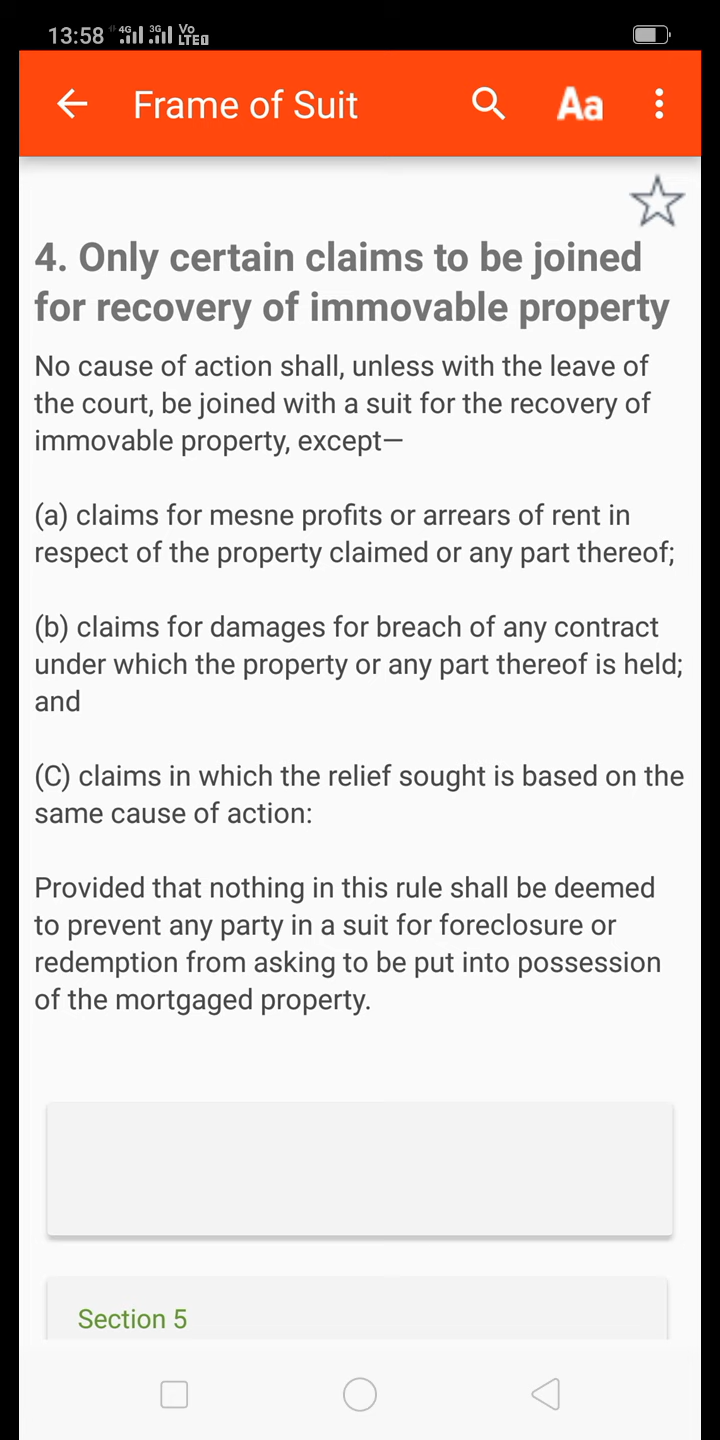 13:58 4G 3G Vo LTE
Frame of Suit Aa
4. Only certain claims to be joined
for recovery of immovable property
No cause of action shall, unless with the leave of
the court, be joined with a suit for the recovery of
immovable property, except—
(a) claims for mesne profits or arrears of rent in
respect of the property claimed or any part thereof;
(b) claims for damages for breach of any contract
under which the property or any part thereof is held;
and
(C) claims in which the relief sought is based on the
same cause of action:
Provided that nothing in this rule shall be deemed
to prevent any party in a suit for foreclosure or
redemption from asking to be put into possession
of the mortgaged property.
Section 5